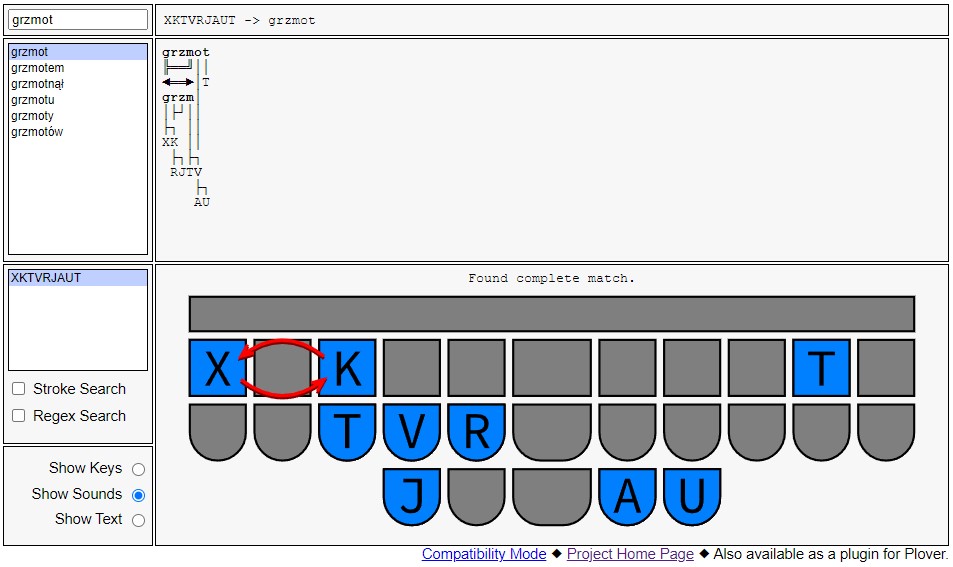 grzmot
XKTVRJAUT -> grzmot
grzmot
grzmotem
grzmotnął
grzmotu
grzmoty
grzmotów
grzmot
T
grzm
XK
RJTV
AU
XKTVRJAUT
Stroke Search
Regex Search
Show Keys
Show Sounds
Show Text
Found complete match.
X K T
T V R
J A U
Compatibility Mode ◆ Project Home Page ◆ Also available as a plugin for Plover.